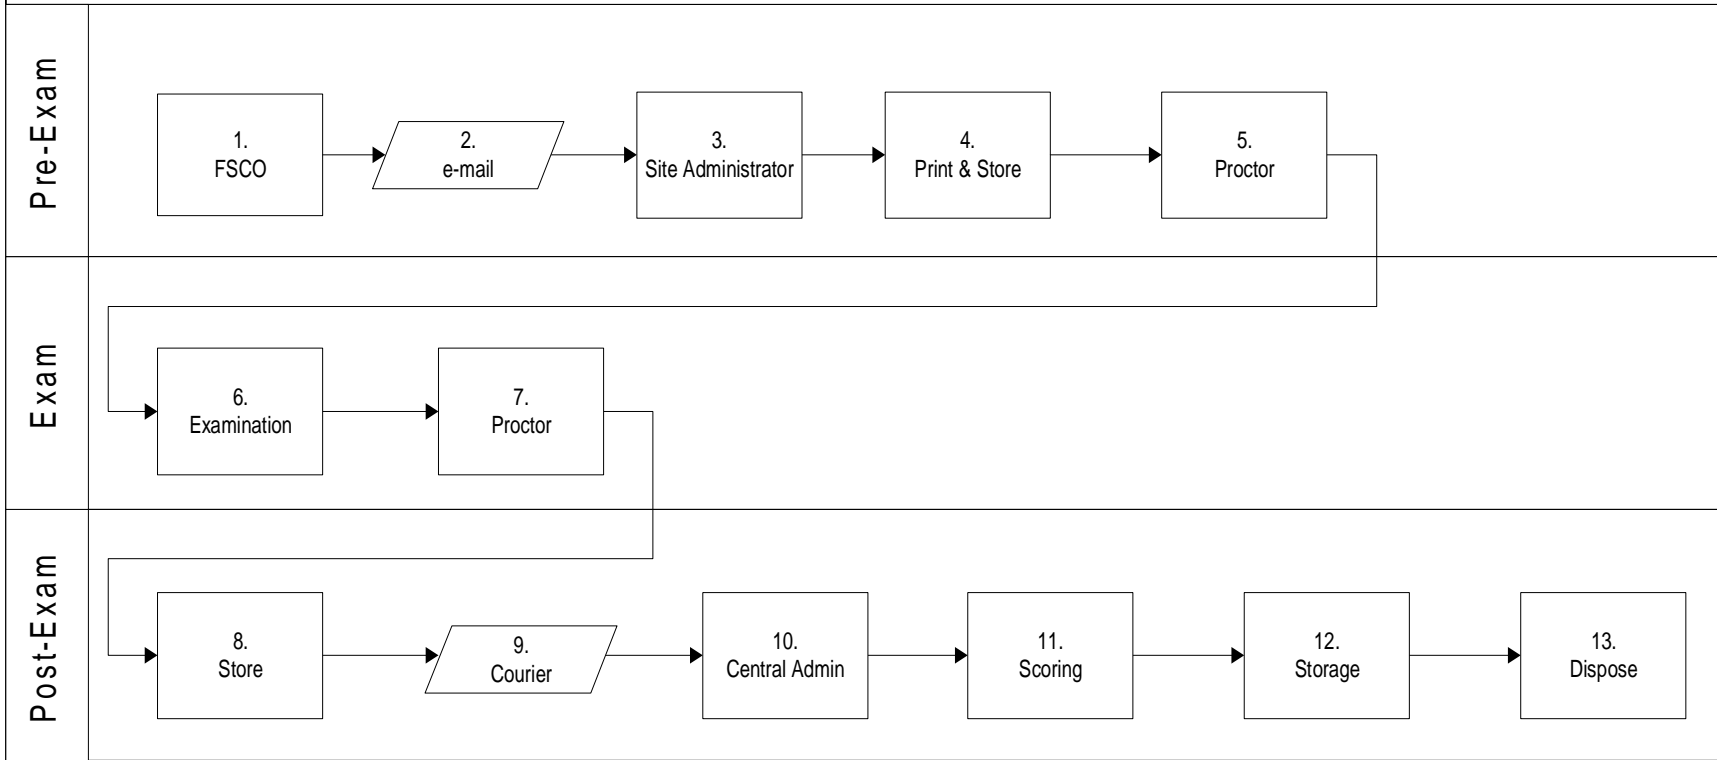 Pre-Exam
1.
FSCO
2.
e-mail
3.
Site Administrator
4.
Print & Store
5.
Proctor
Exam
6.
Examination
7.
Proctor
Post-Exam
8.
Store
9.
Courier
10.
Central Admin
11.
Scoring
12.
Storage
13.
Dispose